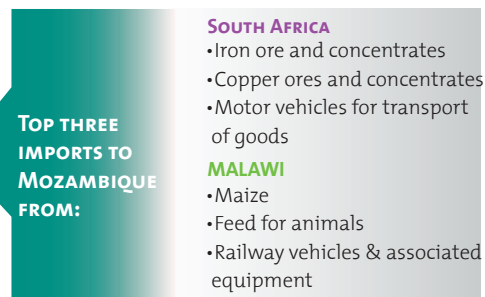 TOP THREE
IMPORTS TO
MOZAMBIQUE
FROM:
SOUTH AFRICA
•Iron ore and concentrates
•Copper ores and concentrates
•Motor vehicles for transport
of goods
MALAWI
•Maize
•Feed for animals
•Railway vehicles & associated
equipment